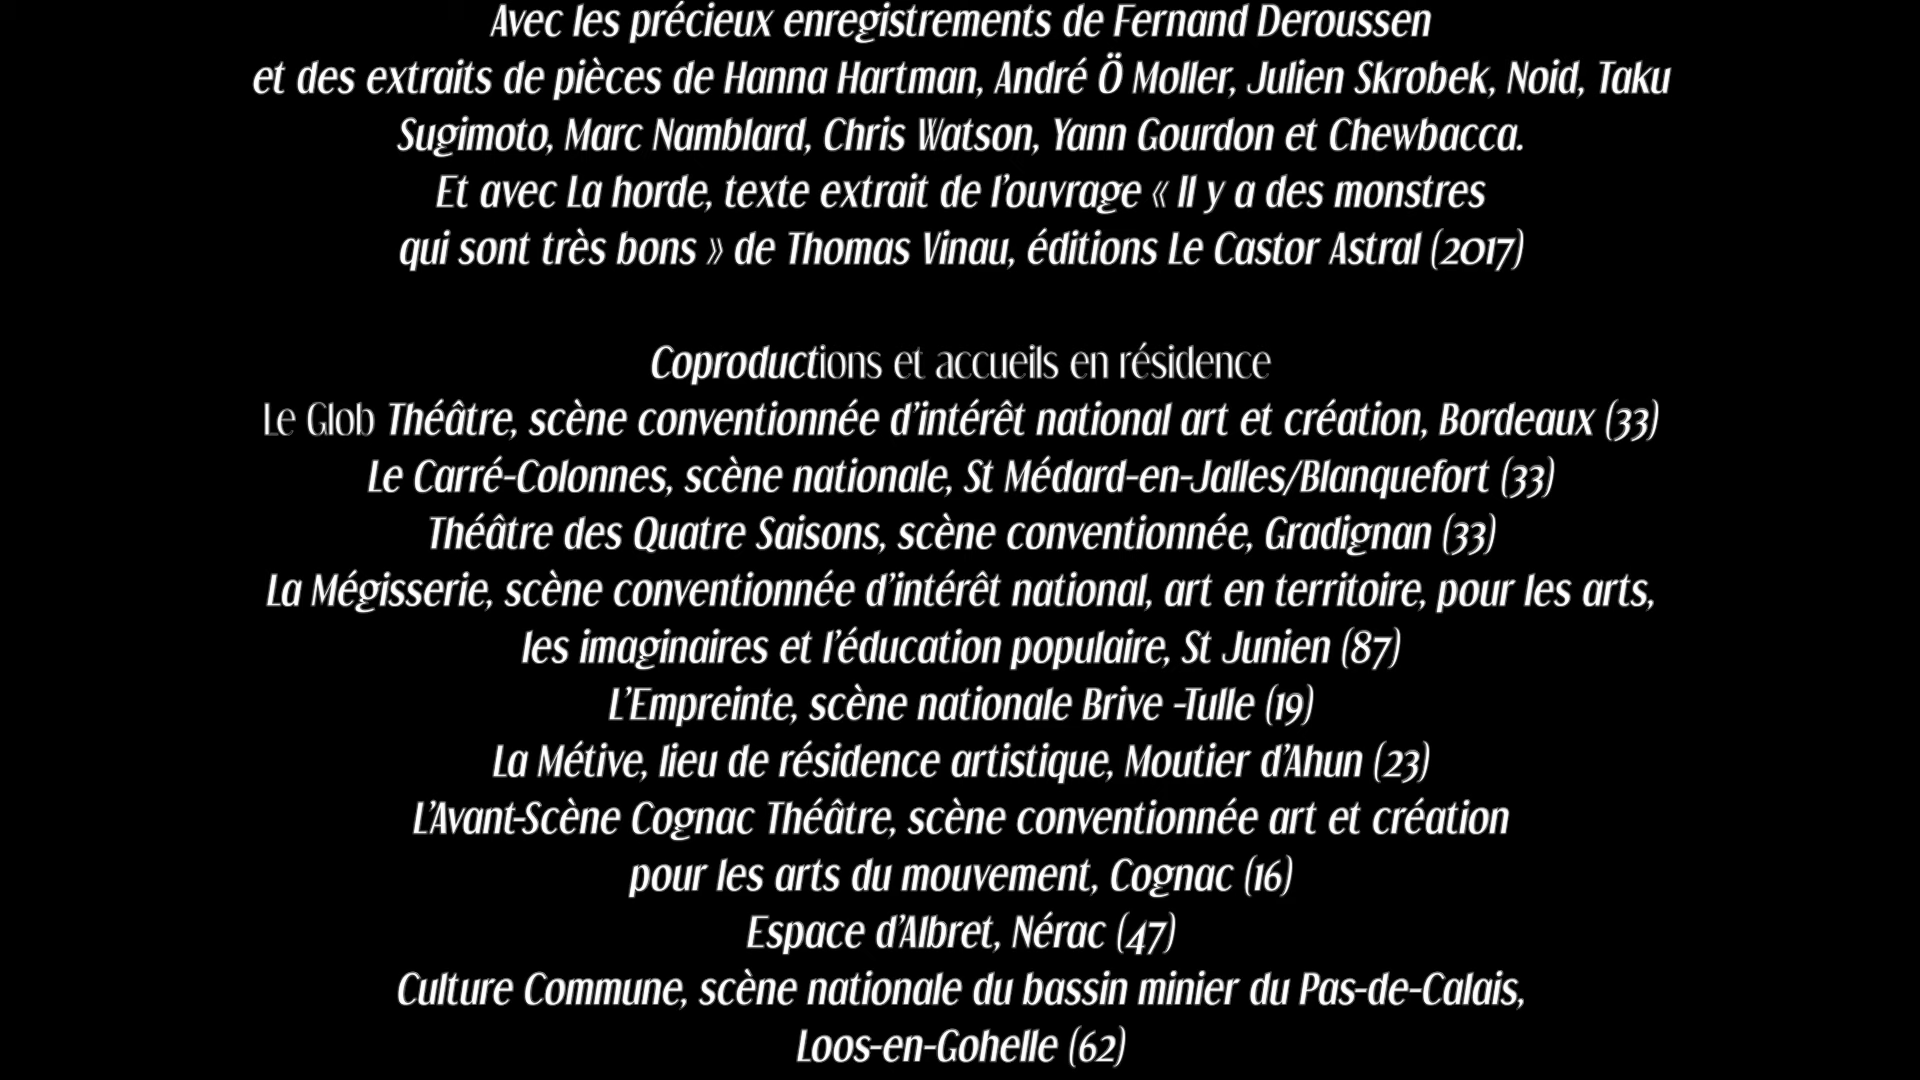 Avec les précieux enregistrements de Fernand Deroussen
et des extraits de pièces de Hanna Hartman, André Ö Moller, Julien Skrobek, Noid, Taku
Sugimoto, Marc Namblard, Chris Watson, Yann Gourdon et Chewbacca.
Et avec La horde, texte extrait de l’ouvrage « Il y a des monstres
qui sont très bons » de Thomas Vinau, éditions Le Castor Astral (2017)
Coproductions et accueils en résidence
Le Glob Théâtre, scène conventionnée d’intérêt national art et création, Bordeaux (33)
Le Carré-Colonnes, scène nationale, St Médard-en-Jalles/Blanquefort (33)
Théâtre des Quatre Saisons, scène conventionnée, Gradignan (33)
La Mégisserie, scène conventionnée d’intérêt national, art en territoire, pour les arts,
les imaginaires et l’éducation populaire, St Junien (87)
L’Empreinte, scène nationale Brive -Tulle (19)
La Métive, lieu de résidence artistique, Moutier d’Ahun (23)
L’Avant-Scène Cognac Théâtre, scène conventionnée art et création
pour les arts du mouvement, Cognac (16)
Espace d’Albret, Nérac (47)
Culture Commune, scène nationale du bassin minier du Pas-de-Calais,
Loos-en-Gohelle (62)